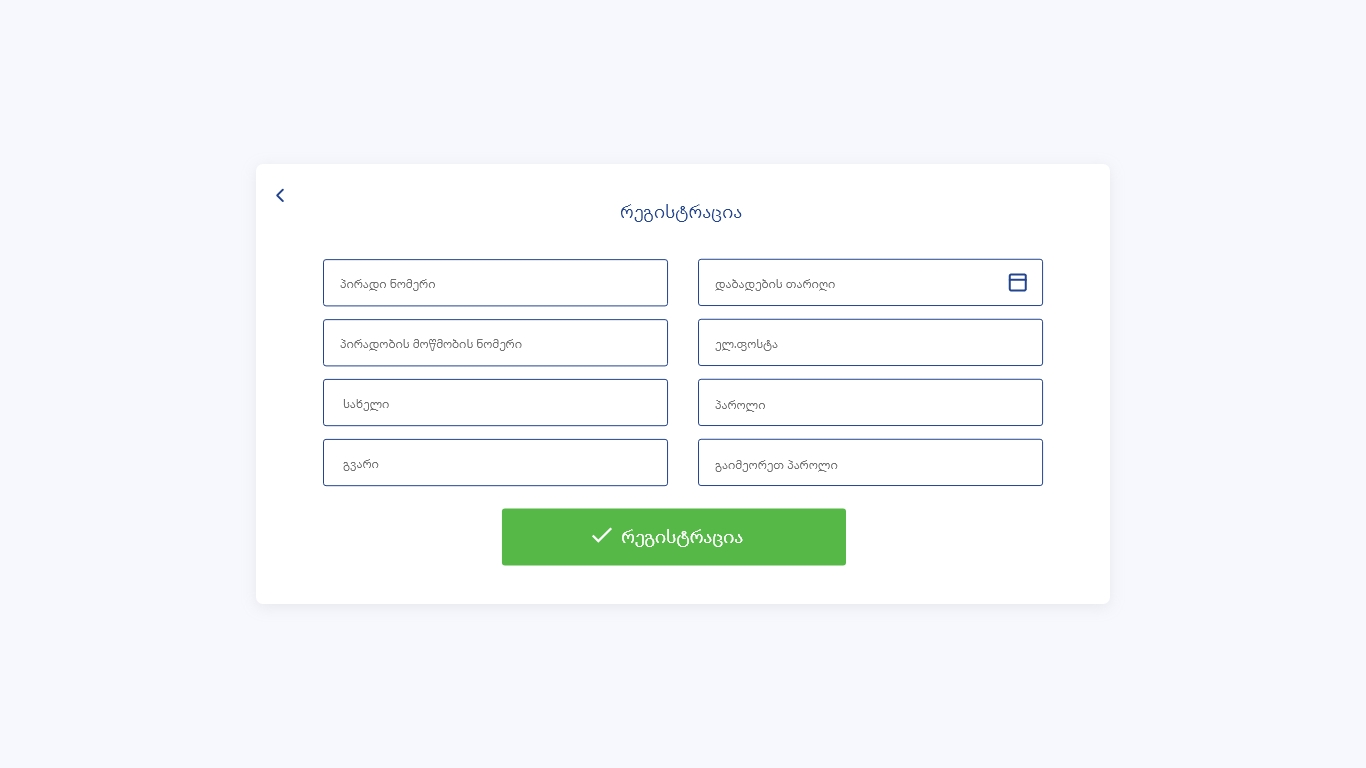 რეგისტრაცია
პირადი ნომერი
დაბადების თარიღი
პირადობის მოწმობის ნომერი
ელ.ფოსტა
სახელი
პაროლი
გვარი
გაიმეორეთ პაროლი
რეგისტრაცია